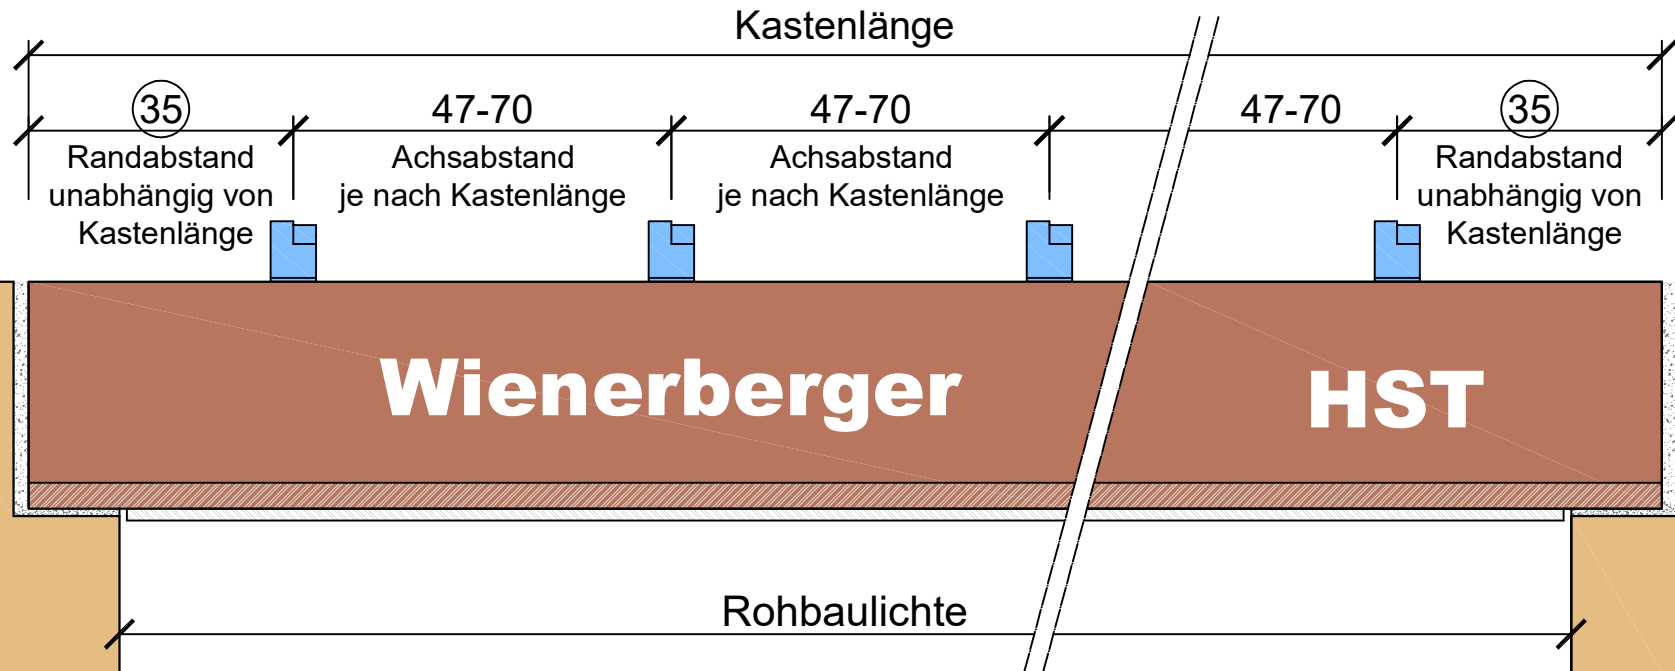 Kastenlänge
35 47-70 47-70 47-70 35
Randabstand
unabhängig von
Kastenlänge
Achsabstand
je nach Kastenlänge
Achsabstand
je nach Kastenlänge
Randabstand
unabhängig von
Kastenlänge
Wienerberger HST
Rohbaulichte